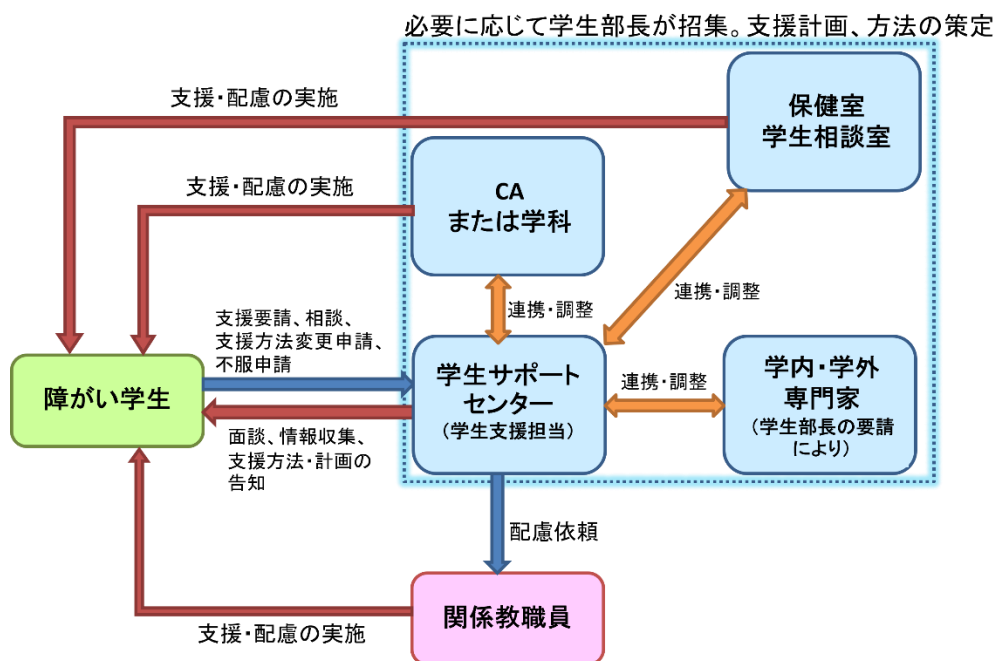 必要に応じて学生部長が招集。支援計画、方法の策定
支援・配慮の実施
保健室
学生相談室
支援・配慮の実施
CA
または学科
連携・調整
連携・調整
支援要請、相談、
支援方法変更申請、
不服申請
障がい学生
学生サポート
センター
（学生支援担当）
連携・調整
学内・学外
専門家
（学生部長の要請
により）
面談、情報収集、
支援方法・計画の
告知
配慮依頼
関係教職員
支援・配慮の実施